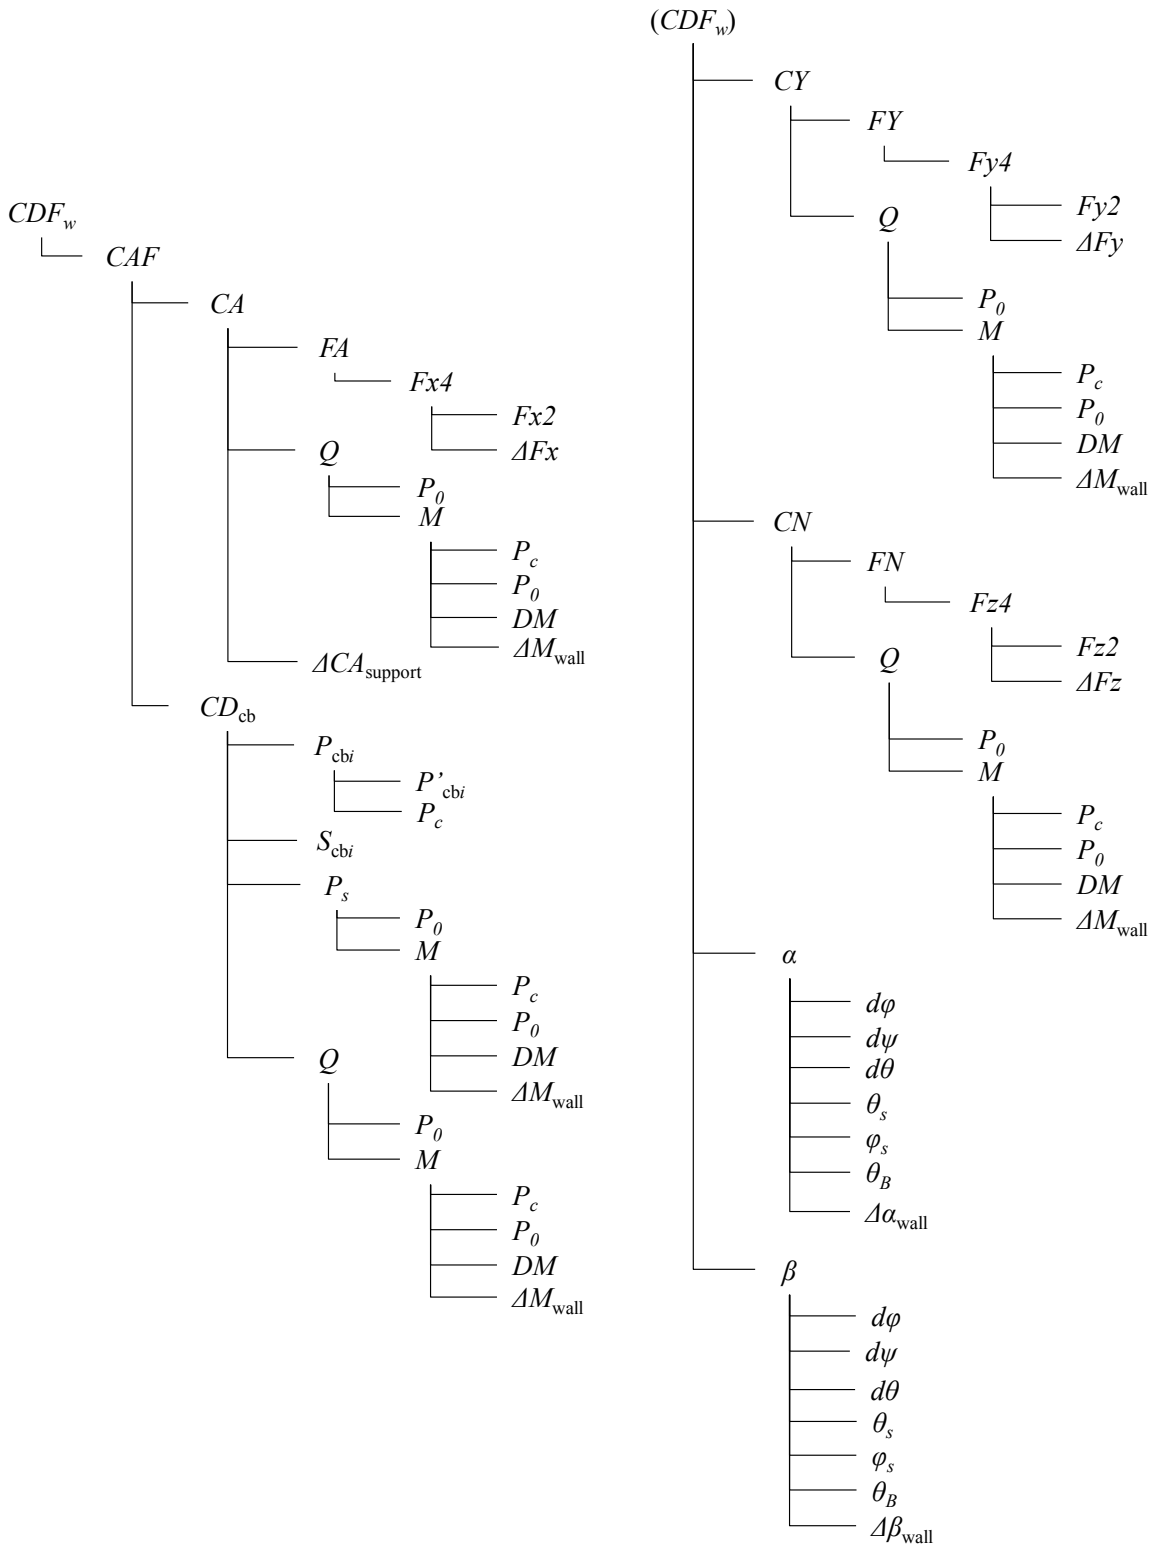 CDF_w
CAF
CA
FA
Fx4
Fx2
ΔFx
Q
P_0
M
P_c
P_0
DM
ΔM_wall
ΔCA_support
CD_cb
P_cbi
P’_cbi
P_c
S_cbi
P_s
P_0
M
P_c
P_0
DM
ΔM_wall
Q
P_0
M
P_c
P_0
DM
ΔM_wall
(CDF_w)
CY
FY
Fy4
Fy2
ΔFy
Q
P_0
M
P_c
P_0
DM
ΔM_wall
CN
FN
Fz4
Fz2
ΔFz
Q
P_0
M
P_c
P_0
DM
ΔM_wall
α
dφ
dψ
dθ
θ_s
φ_s
θ_B
Δα_wall
β
dφ
dψ
dθ
θ_s
φ_s
θ_B
Δβ_wall